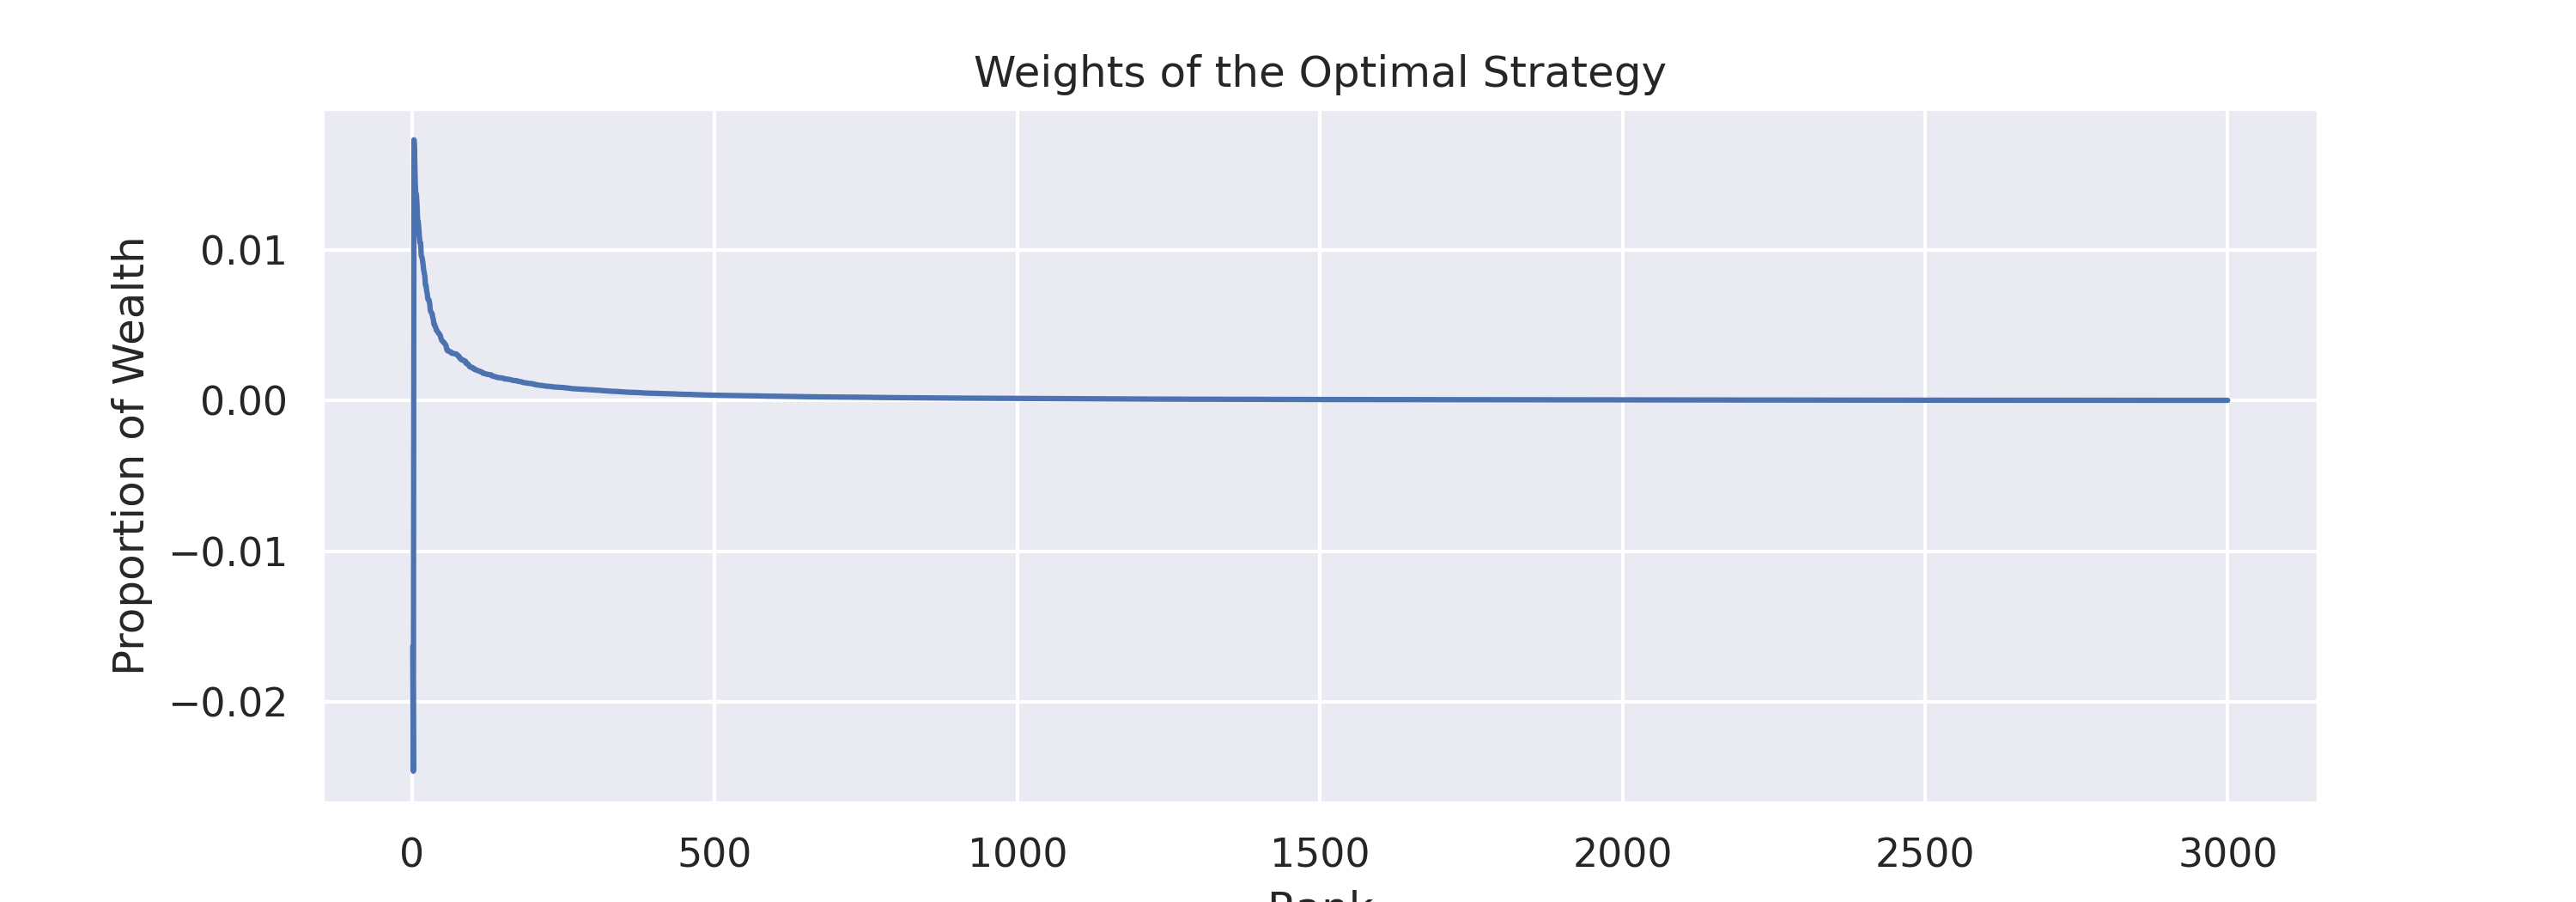 Weights of the Optimal Strategy
Proportion of Wealth
0.01
0.00
−0.01
−0.02
0 500 1000 1500 2000 2500 3000
Rank